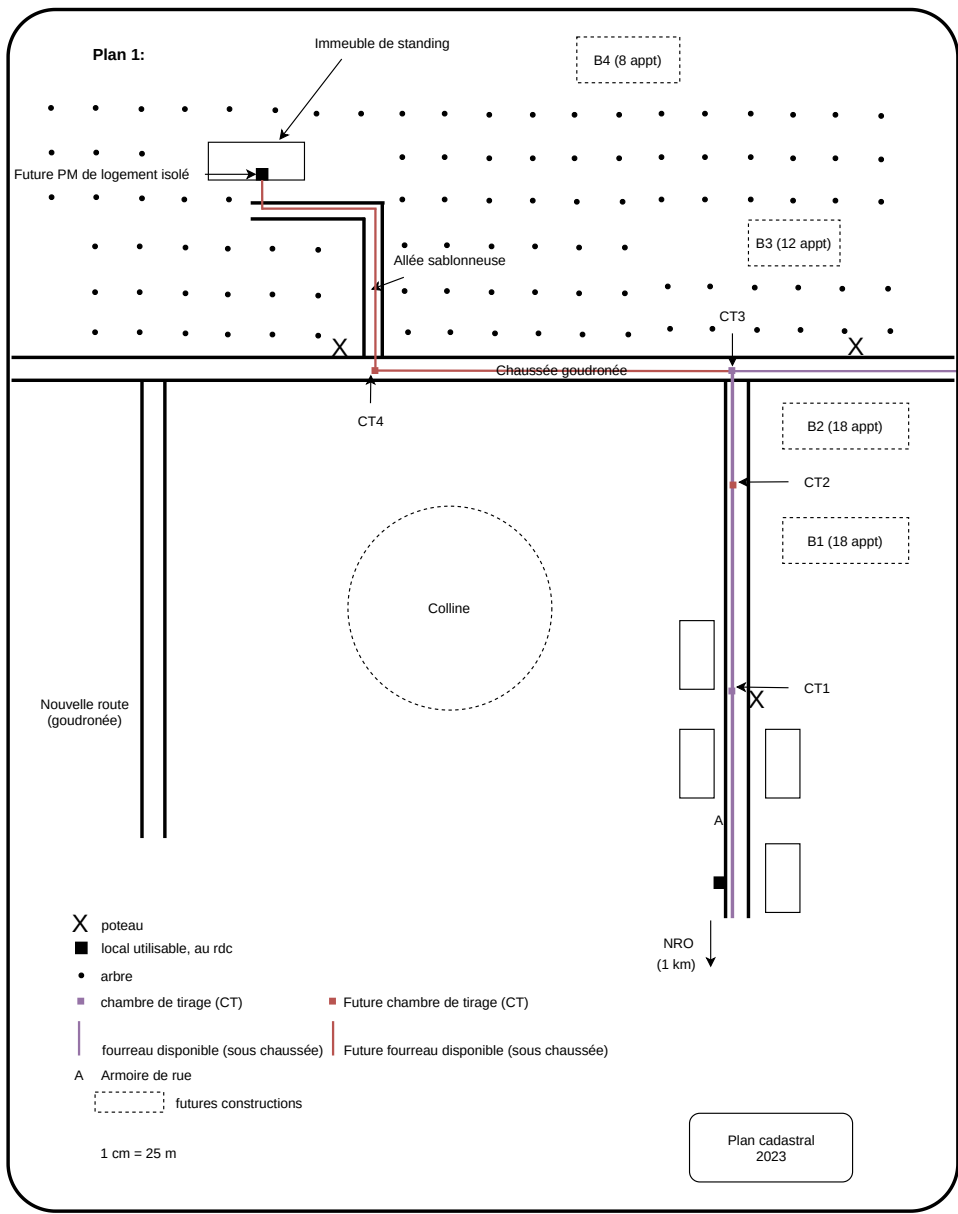 Immeuble de standing
Plan 1:
B4 (8 appt)
Future PM de logement isolé
B3 (12 appt)
Allée sablonneuse
CT3
X
X
Chaussée goudronée
CT4
B2 (18 appt)
CT2
B1 (18 appt)
Colline
CT1
X
Nouvelle route
(goudronée)
A
X poteau
local utilisable, au rdc
NRO
(1 km)
arbre
chambre de tirage (CT)
Future chambre de tirage (CT)
fourreau disponible (sous chaussée)
Future fourreau disponible (sous chaussée)
A Armoire de rue
futures constructions
1 cm = 25 m
Plan cadastral
2023